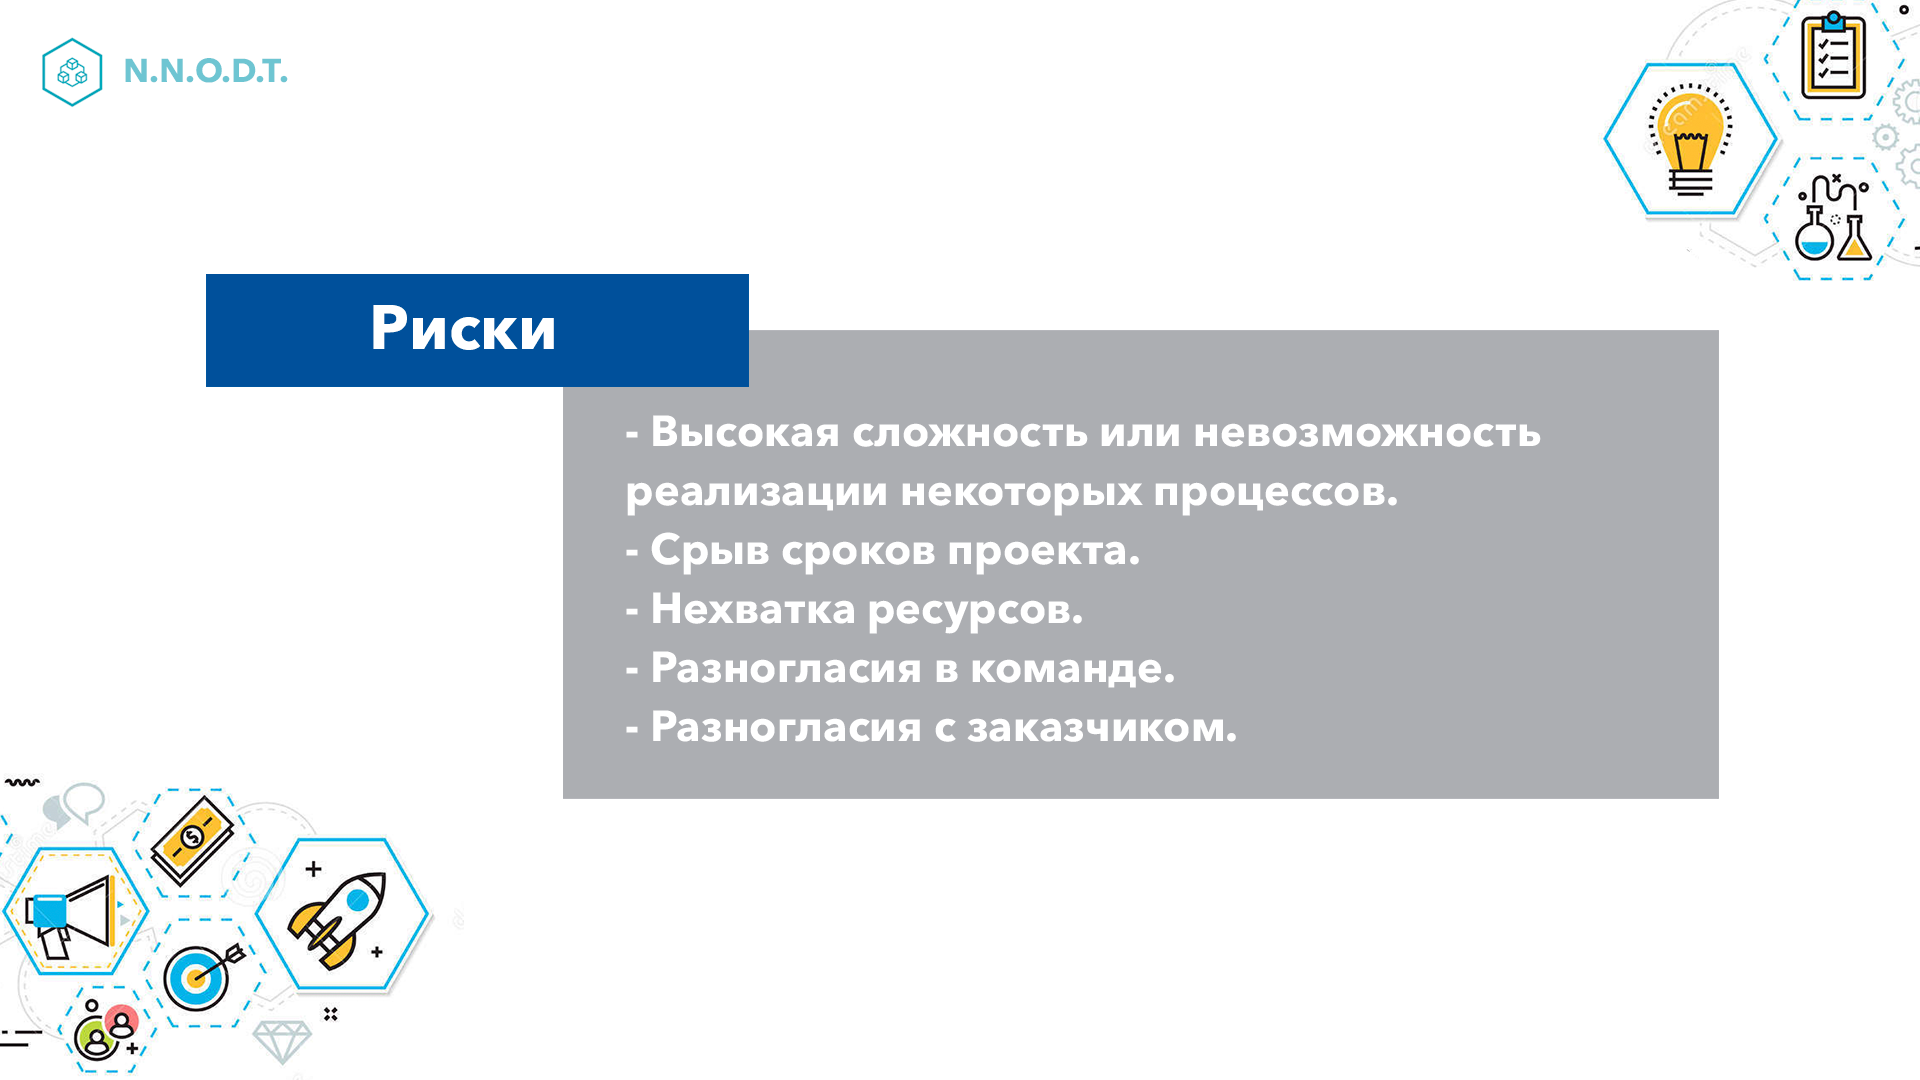 N.N.O.D.T.
Риски
- Высокая сложность или невозможность
реализации некоторых процессов.
- Срыв сроков проекта.
- Нехватка ресурсов.
- Разногласия в команде.
- Разногласия с заказчиком.